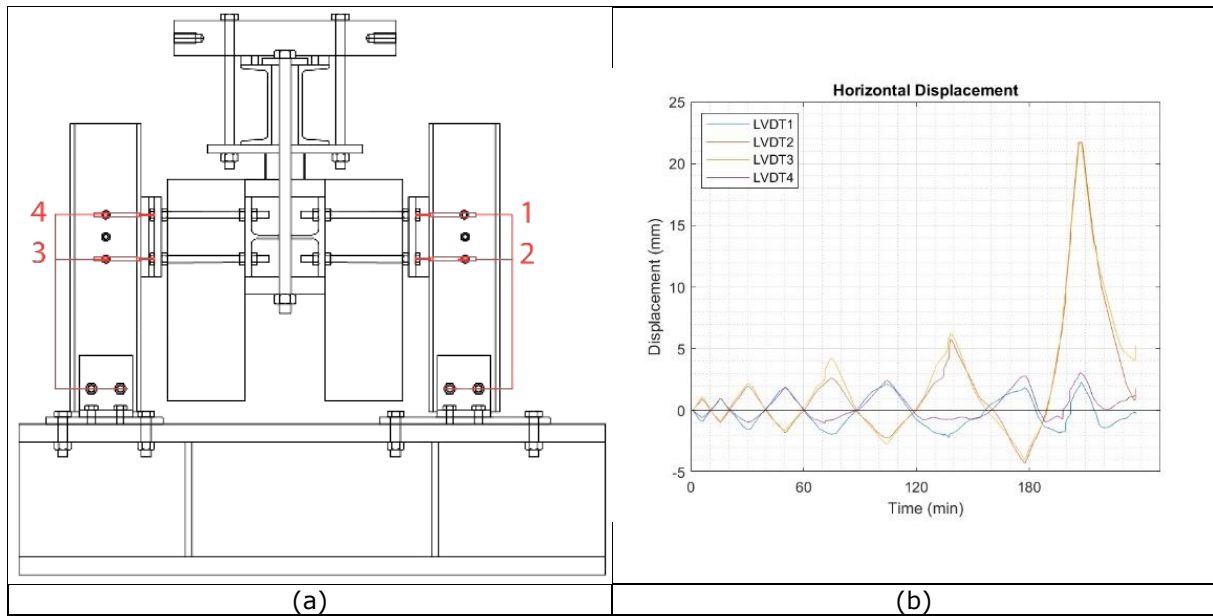 4
3
1
2
(a)
Horizontal Displacement
LVDT1
LVDT2
LVDT3
LVDT4
25
20
15
10
5
0
-5
Displacement (mm)
0 60 120 180
Time (min)
(b)